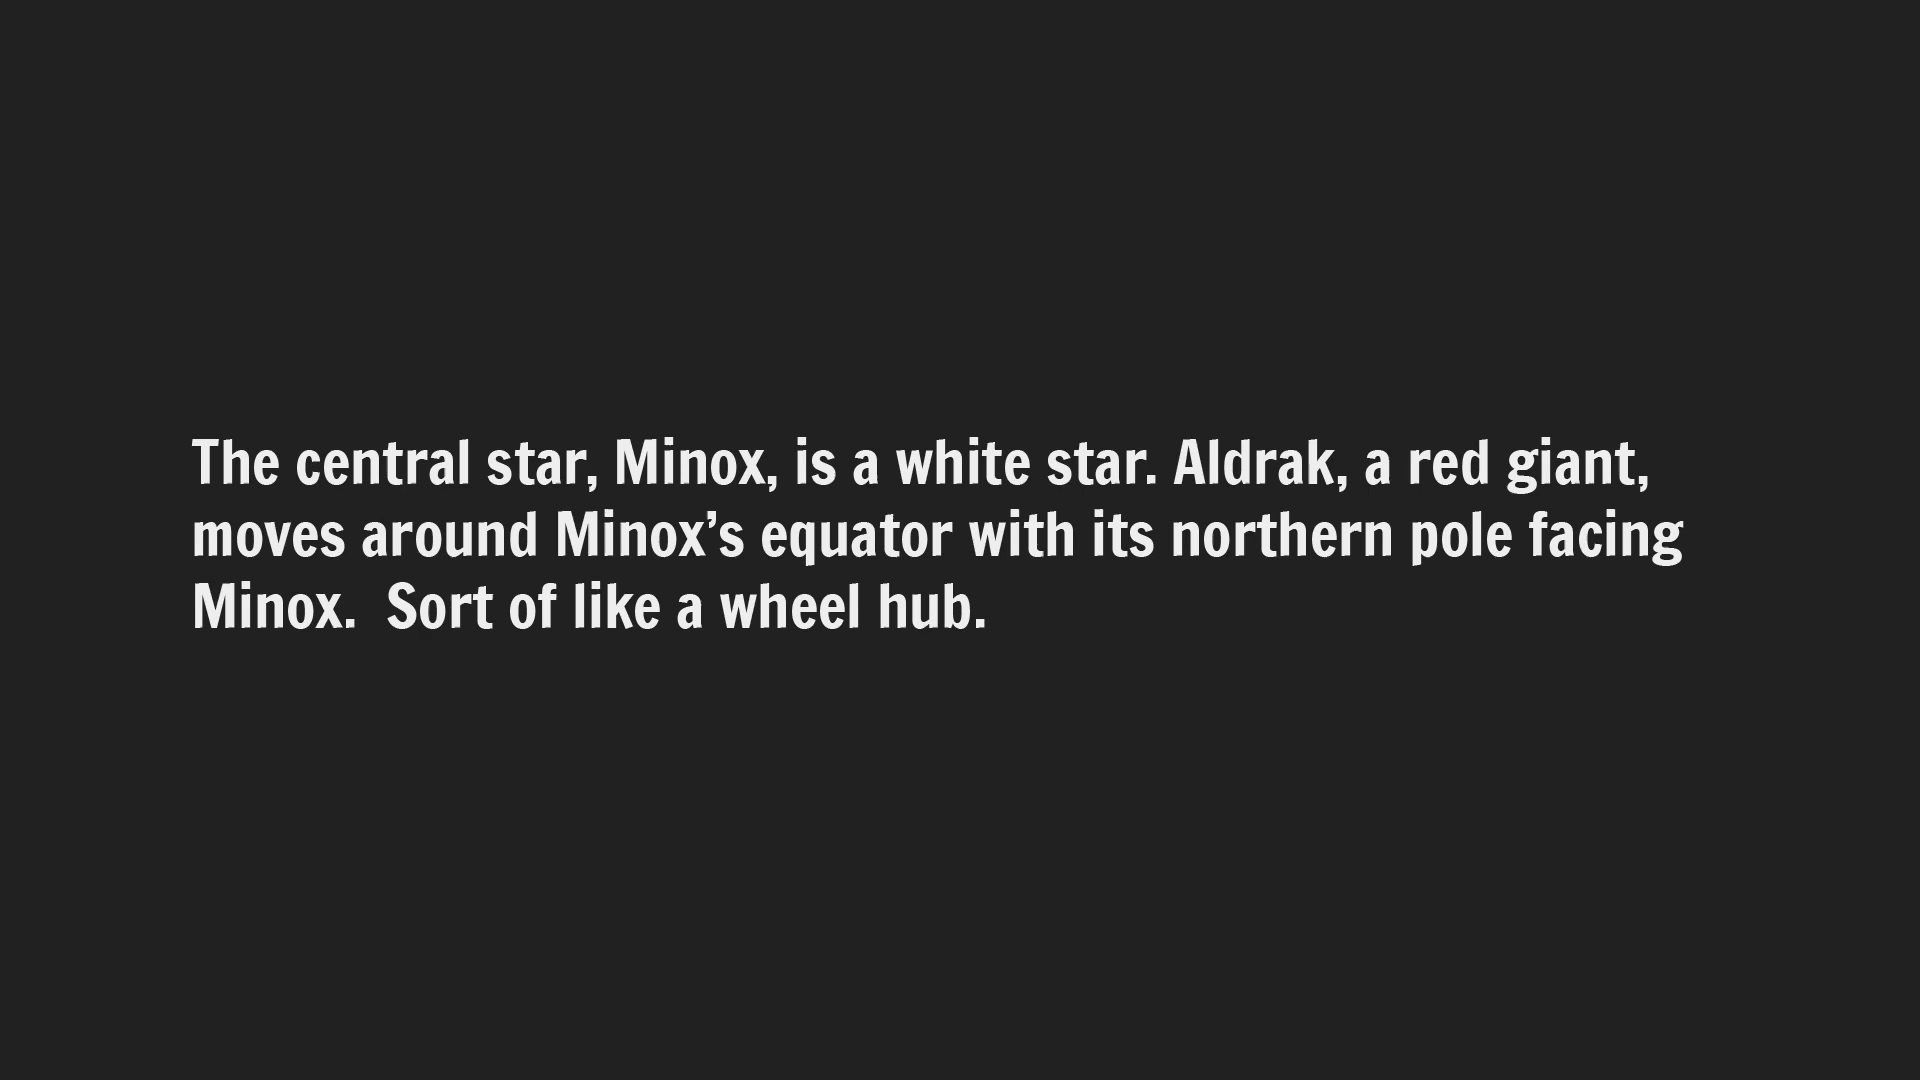 The central star, Minox, is a white star. Aldrak, a red giant,
moves around Minox’s equator with its northern pole facing
Minox.  Sort of like a wheel hub.